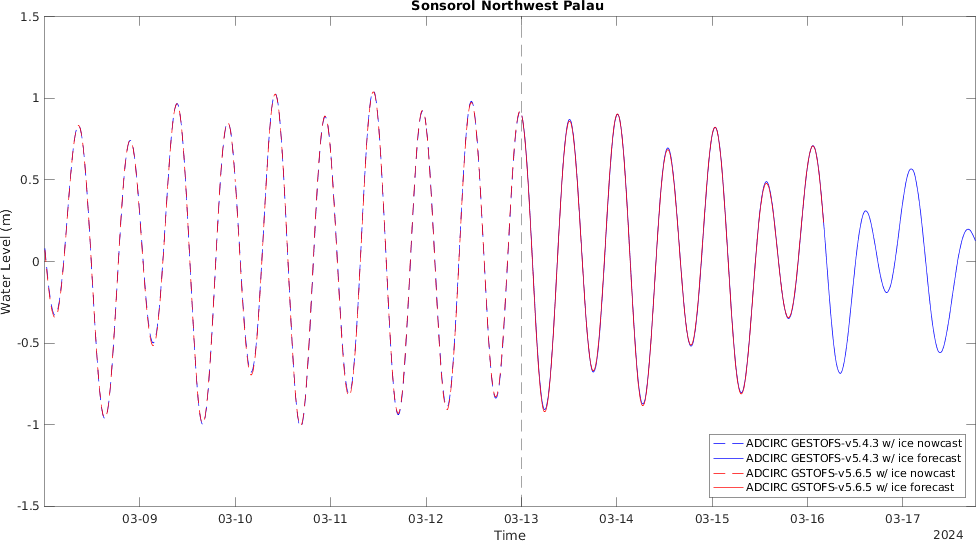 Sonsorol Northwest Palau
1.5
1
0.5
0
-0.5
-1
-1.5
Water Level (m)
03-09 03-10 03-11 03-12 03-13 03-14 03-15 03-16 03-17
Time
2024
ADCIRC GESTOFS-v5.4.3 w/ ice nowcast
ADCIRC GESTOFS-v5.4.3 w/ ice forecast
ADCIRC GSTOFS-v5.6.5 w/ ice nowcast
ADCIRC GSTOFS-v5.6.5 w/ ice forecast